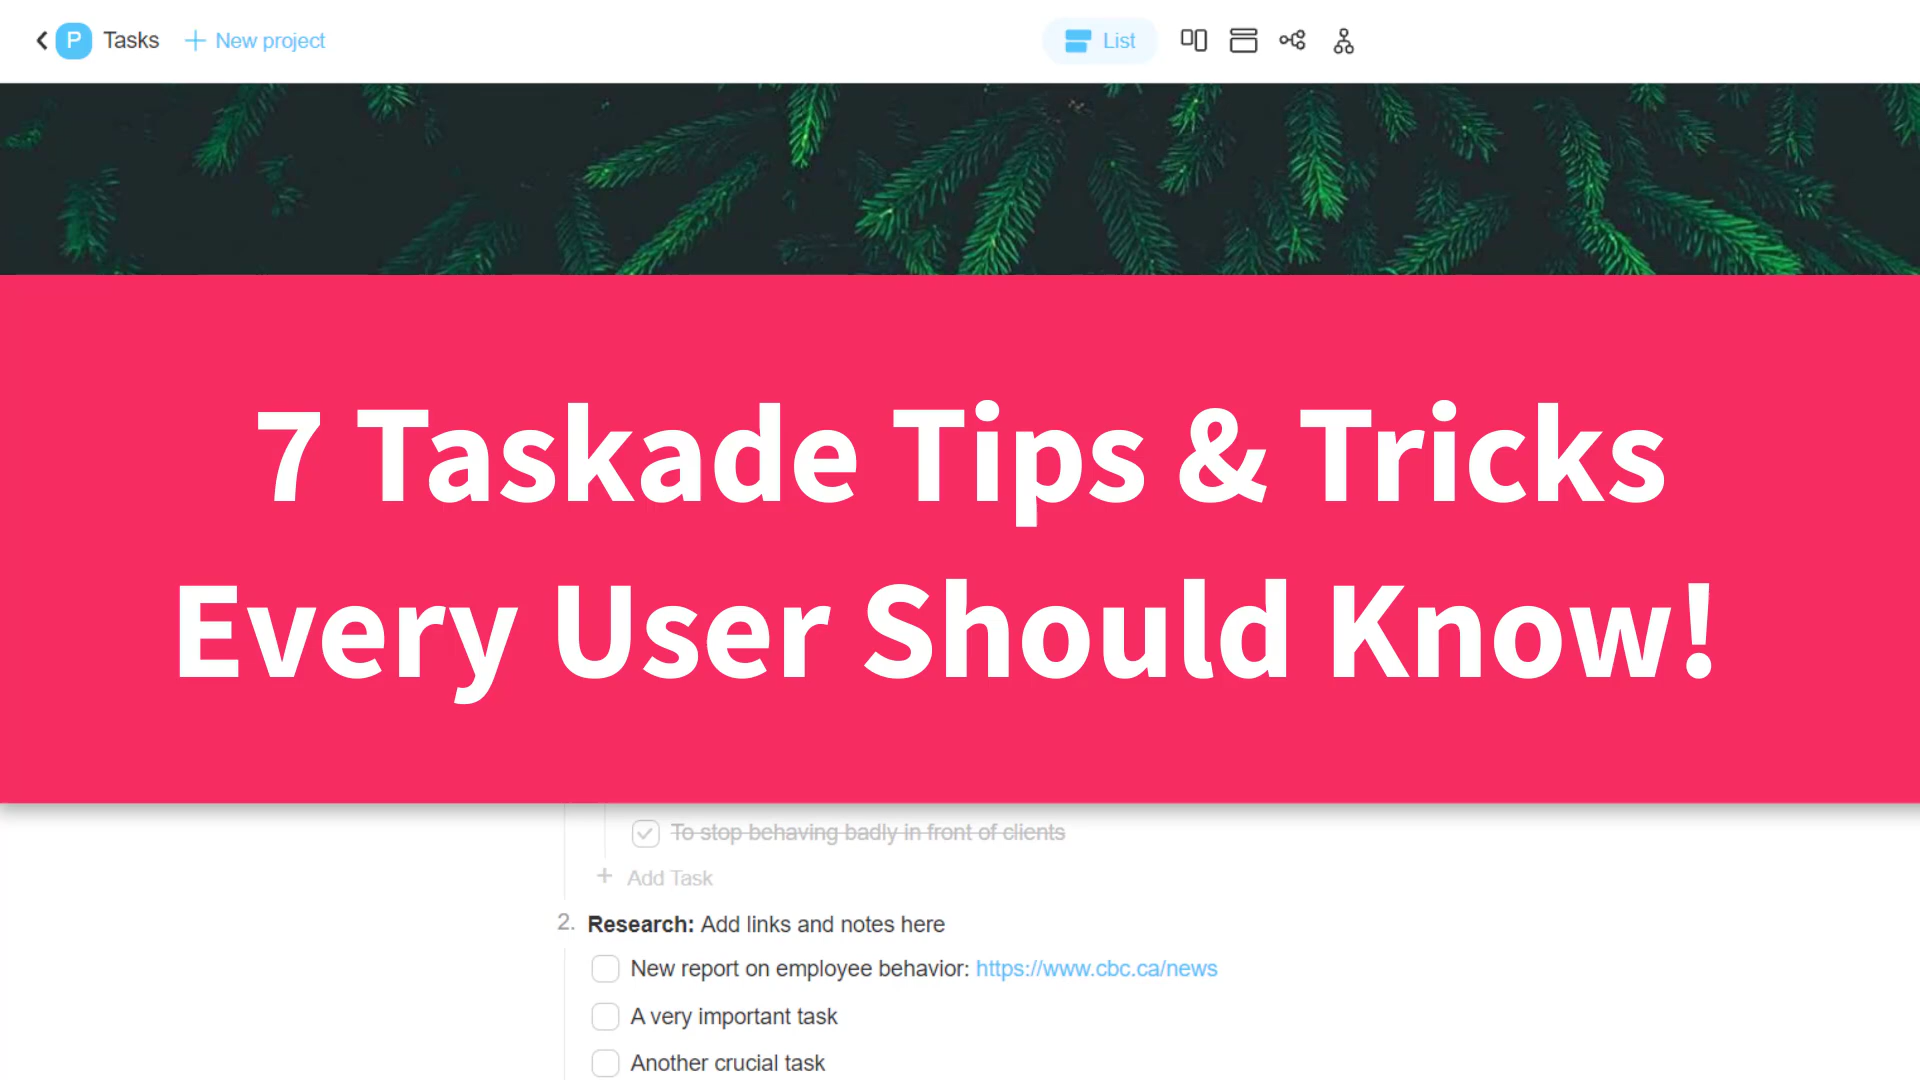 P Tasks + New project List
7 Taskade Tips & Tricks
Every User Should Know!
To stop behaving badly in front of clients
+ Add Task
2. Research: Add links and notes here
New report on employee behavior: https://www.cbc.ca/news
A very important task
Another crucial task